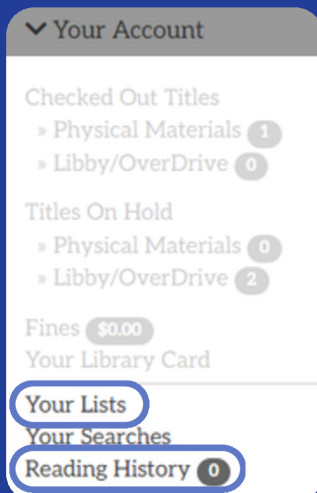 Your Account
Checked Out Titles
» Physical Materials 1
» Libby/OverDrive 0
Titles On Hold
» Physical Materials 0
» Libby/OverDrive 2
Fines $0.00
Your Library Card
Your Lists
Your Searches
Reading History 0